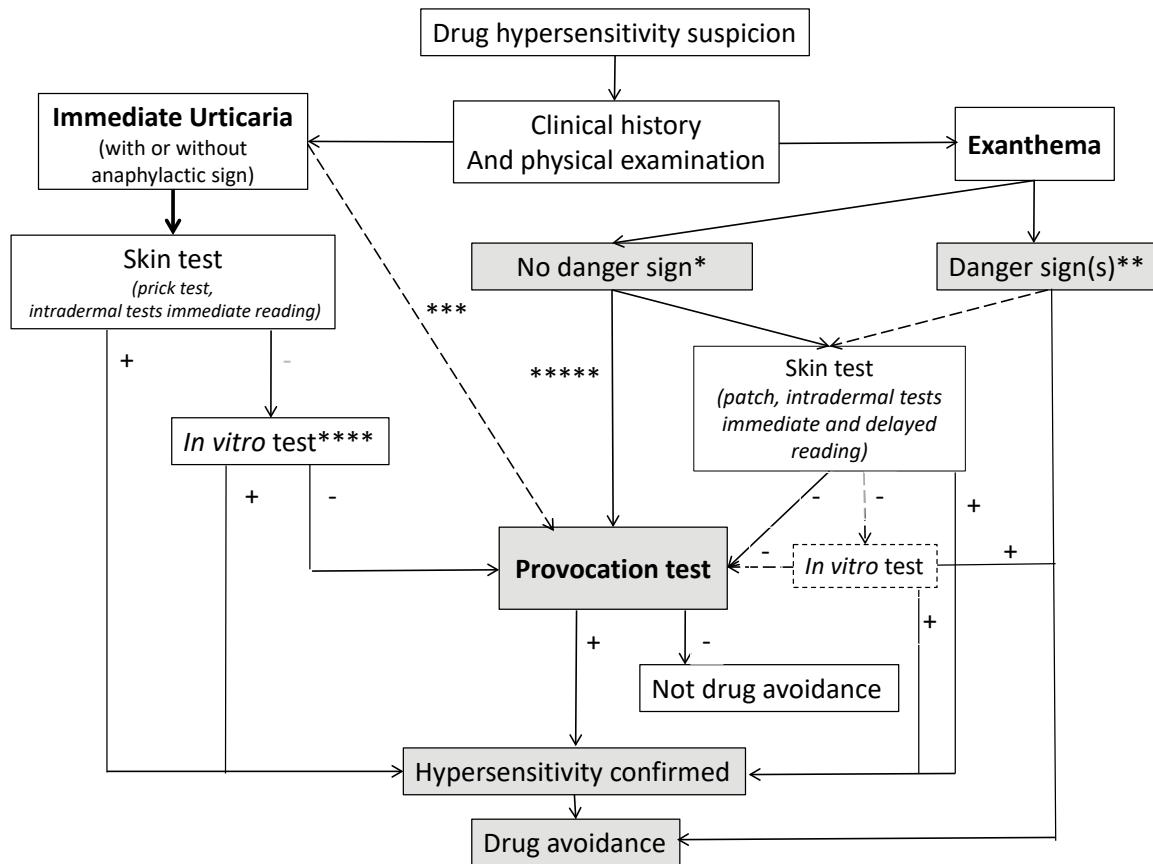 Drug hypersensitivity suspicion
Immediate Urticaria
(with or without
anaphylactic sign)
Clinical history
And physical examination
Exanthema
Skin test
(prick test,
intradermal tests immediate reading)
No danger sign*
Danger sign(s)**
***
+
-
*****
Skin test
(patch, intradermal tests
immediate and delayed
reading)
In vitro test****
+
-
-
-
+
Provocation test
-
In vitro test
+
+
+
-
Not drug avoidance
Hypersensitivity confirmed
Drug avoidance